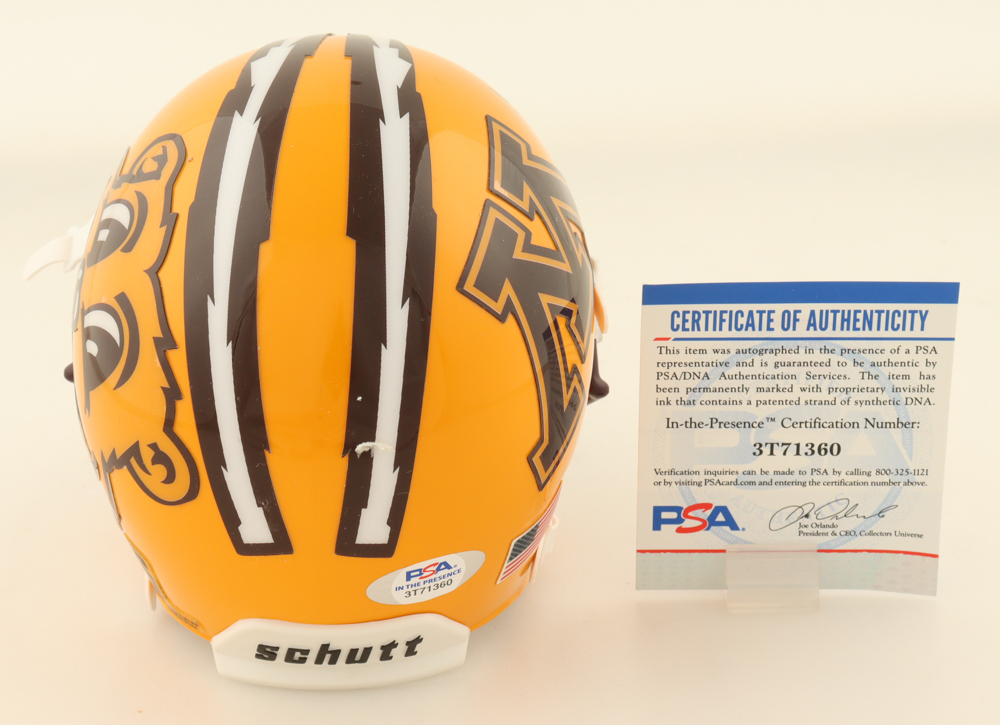 PSA
IN THE PRESENCE
3T71360
schutt
CERTIFICATE OF AUTHENTICITY
This item was autographed in the presence of a PSA
representative and is guaranteed to be authentic by
PSA/DNA Authentication Services. The item has
been permanently marked with proprietary invisible
ink that contains a patented strand of synthetic DNA.
In-the-Presence™ Certification Number:
3T71360
Verification inquiries can be made to PSA by calling 800-325-1121
or by visiting PSAcard.com and entering the certification number above.
PSA.
Joe Orlando
President & CEO, Collectors Universe